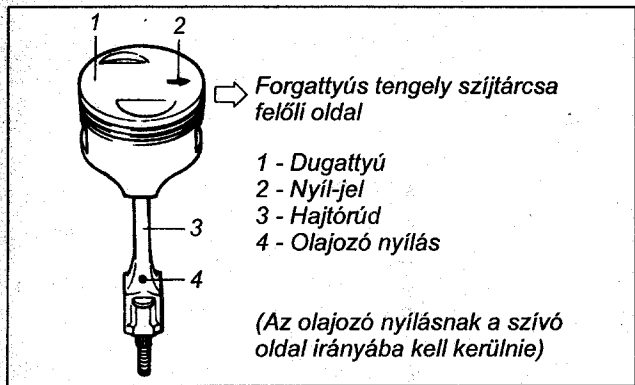 1
2
Forgattyús tengely szíjtárcsa
felőli oldal
1 - Dugattyú
2 - Nyíl-jel
3 - Hajtórúd
4 - Olajozó nyílás
3
4
(Az olajozó nyílásnak a szívó
oldal irányába kell kerülnie)